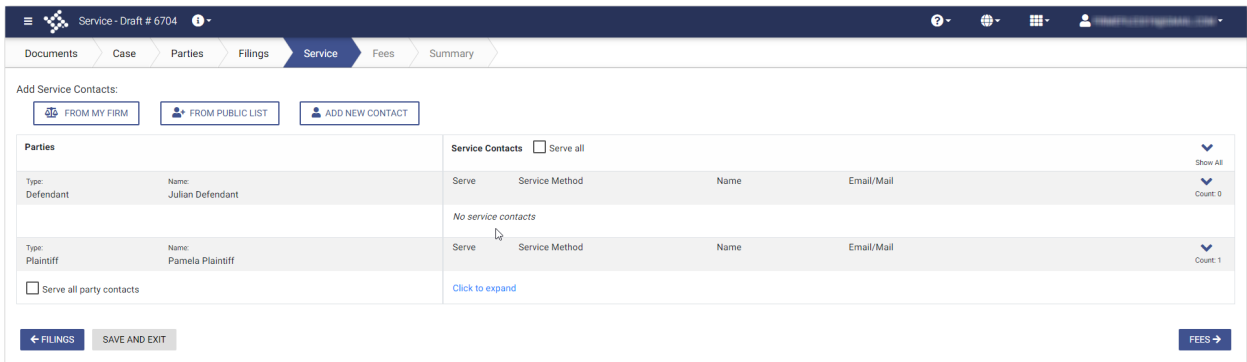 Service - Draft # 6704
Documents Case Parties Filings Service Fees Summary
Add Service Contacts:
FROM MY FIRM FROM PUBLIC LIST ADD NEW CONTACT
Parties Service Contacts Serve all
Show All
Type: Name: Serve Service Method Name Email/Mail
Defendant Julian Defendant Count: 0
No service contacts
Type: Name: Serve Service Method Name Email/Mail
Plaintiff Pamela Plaintiff Count: 1
Serve all party contacts Click to expand
FILINGS SAVE AND EXIT FEES